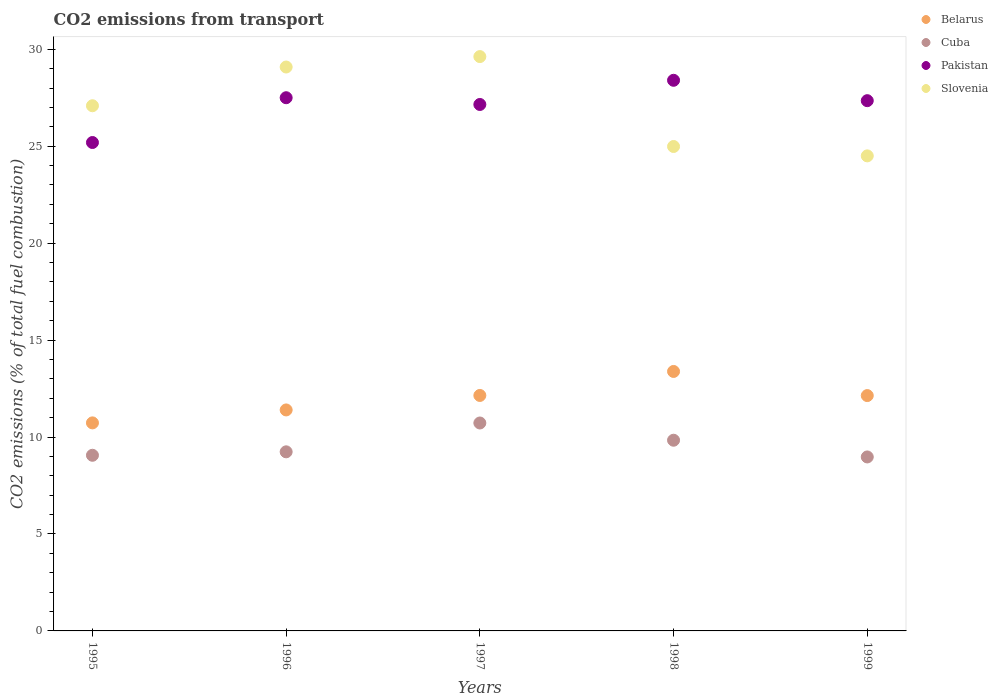 CO2 emissions from transport
Belarus
Cuba
Pakistan
Slovenia
CO2 emissions (% of total fuel combustion)
30
25
20
15
10
5
0
1995
1996
1997
1998
1999
Years